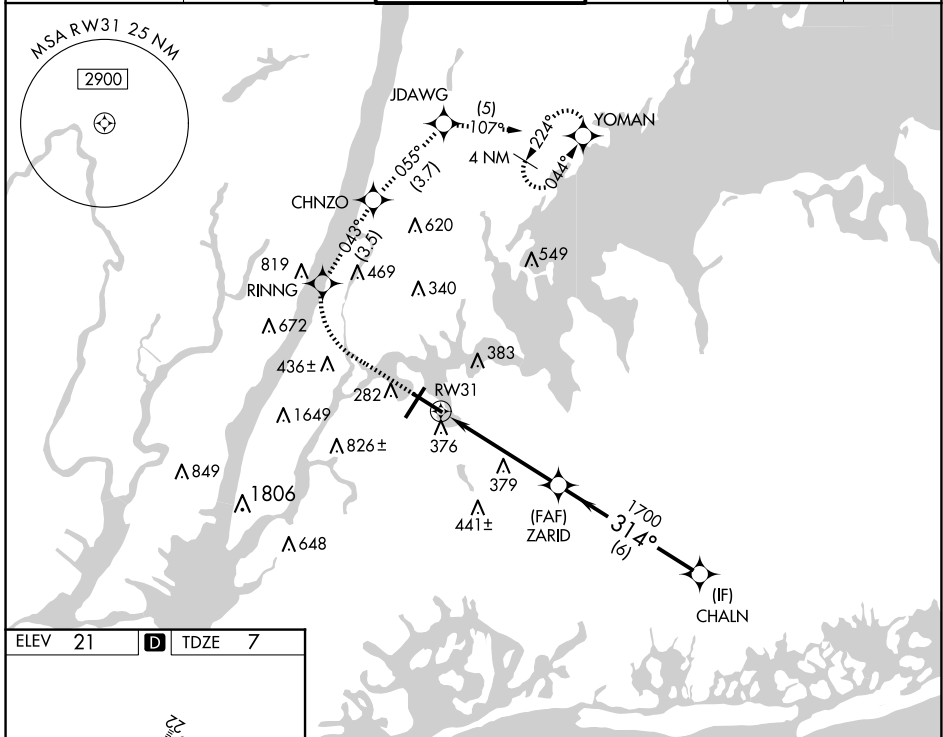 MSA RW31 25 NM
2900
JDAWG
(5)
107°
224°
YOMAN
4 NM
044°
055°
(3.7)
CHNZO
620
043°
(3.5)
549
819
469
RINNG
340
672
436±
383
282
RW31
1649
376
826±
849
379
1806
441±
(FAF)
ZARID
1700
314°
(6)
648
(IF)
CHALN
ELEV 21
D
TDZE 7
22